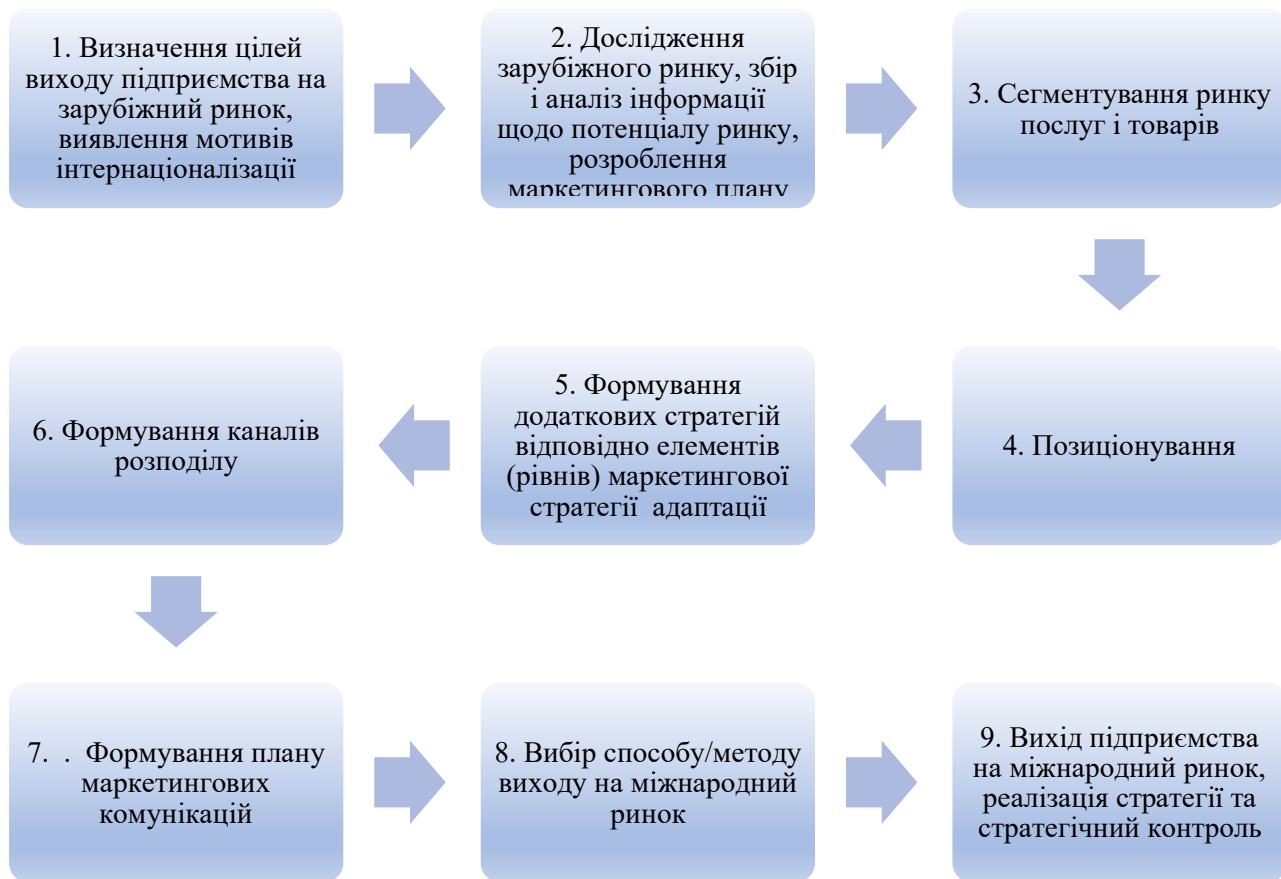 1. Визначення цілей
виходу підприємства на
зарубіжний ринок,
виявлення мотивів
інтернаціоналізації
2. Дослідження
зарубіжного ринку, збір
і аналіз інформації
щодо потенціалу ринку,
розроблення
маркетингового плану
3. Сегментування ринку
послуг і товарів
4. Позиціонування
5. Формування
додаткових стратегій
відповідно елементів
(рівнів) маркетингової
стратегії адаптації
6. Формування каналів
розподілу
7. . Формування плану
маркетингових
комунікацій
8. Вибір способу/методу
виходу на міжнародний
ринок
9. Вихід підприємства
на міжнародний ринок,
реалізація стратегії та
стратегічний контроль